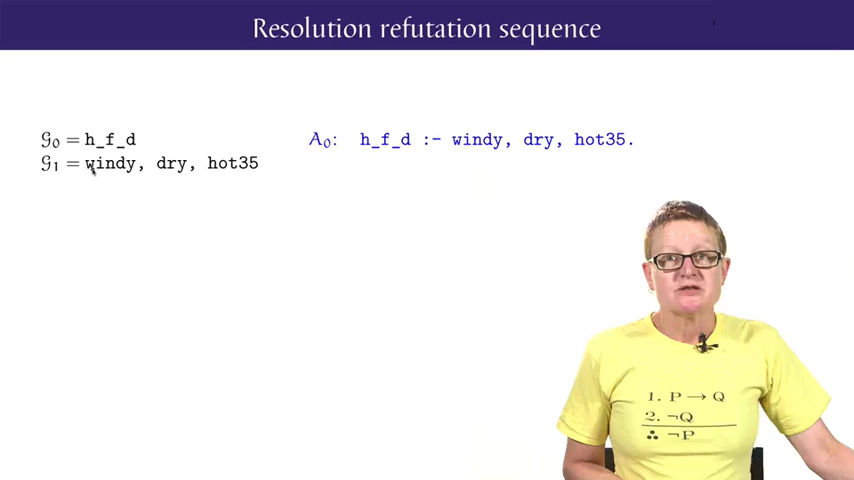 Resolution refutation sequence
𝒢₀ = h_f_d
A₀: h_f_d :- windy, dry, hot35.
𝒢₁ = windy, dry, hot35
1. P → Q
2. ¬Q
∴ ¬P